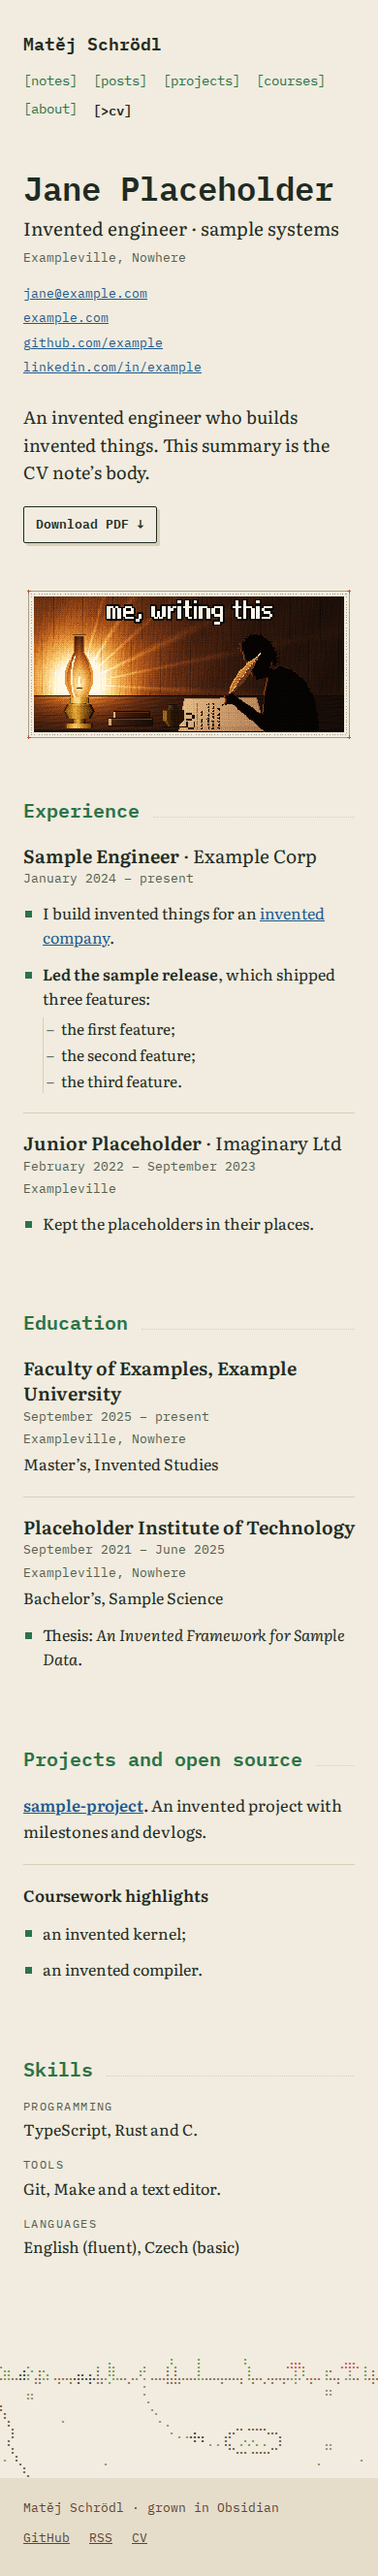 Matěj Schrödl
[notes] [posts] [projects] [courses]
[about] [>cv]
Jane Placeholder
Invented engineer · sample systems
Exampleville, Nowhere
jane@example.com
example.com
github.com/example
linkedin.com/in/example
An invented engineer who builds
invented things. This summary is the
CV note’s body.
Download PDF ↓
me, writing this
Experience
Sample Engineer · Example Corp
January 2024 – present
I build invented things for an invented
company.
Led the sample release, which shipped
three features:
– the first feature;
– the second feature;
– the third feature.
Junior Placeholder · Imaginary Ltd
February 2022 – September 2023
Exampleville
Kept the placeholders in their places.
Education
Faculty of Examples, Example
University
September 2025 – present
Exampleville, Nowhere
Master’s, Invented Studies
Placeholder Institute of Technology
September 2021 – June 2025
Exampleville, Nowhere
Bachelor’s, Sample Science
Thesis: An Invented Framework for Sample
Data.
Projects and open source
sample-project. An invented project with
milestones and devlogs.
Coursework highlights
an invented kernel;
an invented compiler.
Skills
PROGRAMMING
TypeScript, Rust and C.
TOOLS
Git, Make and a text editor.
LANGUAGES
English (fluent), Czech (basic)
Matěj Schrödl · grown in Obsidian
GitHub RSS CV